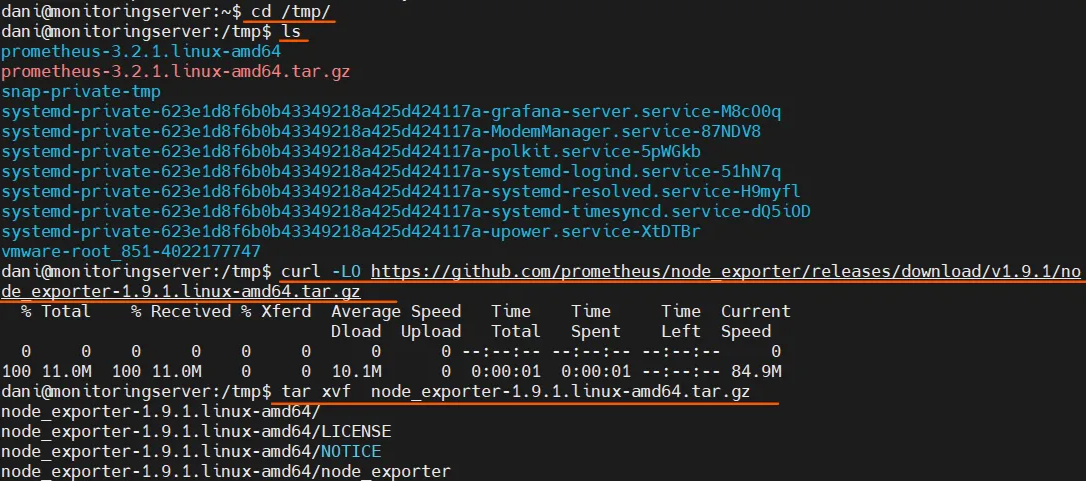 dani@monitoringserver:~$ cd /tmp/
dani@monitoringserver:/tmp$ ls
prometheus-3.2.1.linux-amd64
prometheus-3.2.1.linux-amd64.tar.gz
snap-private-tmp
systemd-private-623e1d8f6b0b43349218a425d424117a-grafana-server.service-M8cO0q
systemd-private-623e1d8f6b0b43349218a425d424117a-ModemManager.service-87NDV8
systemd-private-623e1d8f6b0b43349218a425d424117a-polkit.service-5pWGkb
systemd-private-623e1d8f6b0b43349218a425d424117a-systemd-logind.service-51hN7q
systemd-private-623e1d8f6b0b43349218a425d424117a-systemd-resolved.service-H9myfl
systemd-private-623e1d8f6b0b43349218a425d424117a-systemd-timesyncd.service-dQ5iOD
systemd-private-623e1d8f6b0b43349218a425d424117a-upower.service-XtDTBr
vmware-root_851-4022177747
dani@monitoringserver:/tmp$ curl -LO https://github.com/prometheus/node_exporter/releases/download/v1.9.1/no
de_exporter-1.9.1.linux-amd64.tar.gz
  % Total    % Received % Xferd  Average Speed   Time    Time     Time  Current
                                 Dload  Upload   Total   Spent    Left  Speed
  0     0    0     0    0     0      0      0 --:--:-- --:--:-- --:--:--     0
100 11.0M  100 11.0M    0     0  10.1M      0  0:00:01  0:00:01 --:--:-- 84.9M
dani@monitoringserver:/tmp$ tar xvf  node_exporter-1.9.1.linux-amd64.tar.gz
node_exporter-1.9.1.linux-amd64/
node_exporter-1.9.1.linux-amd64/LICENSE
node_exporter-1.9.1.linux-amd64/NOTICE
node_exporter-1.9.1.linux-amd64/node_exporter